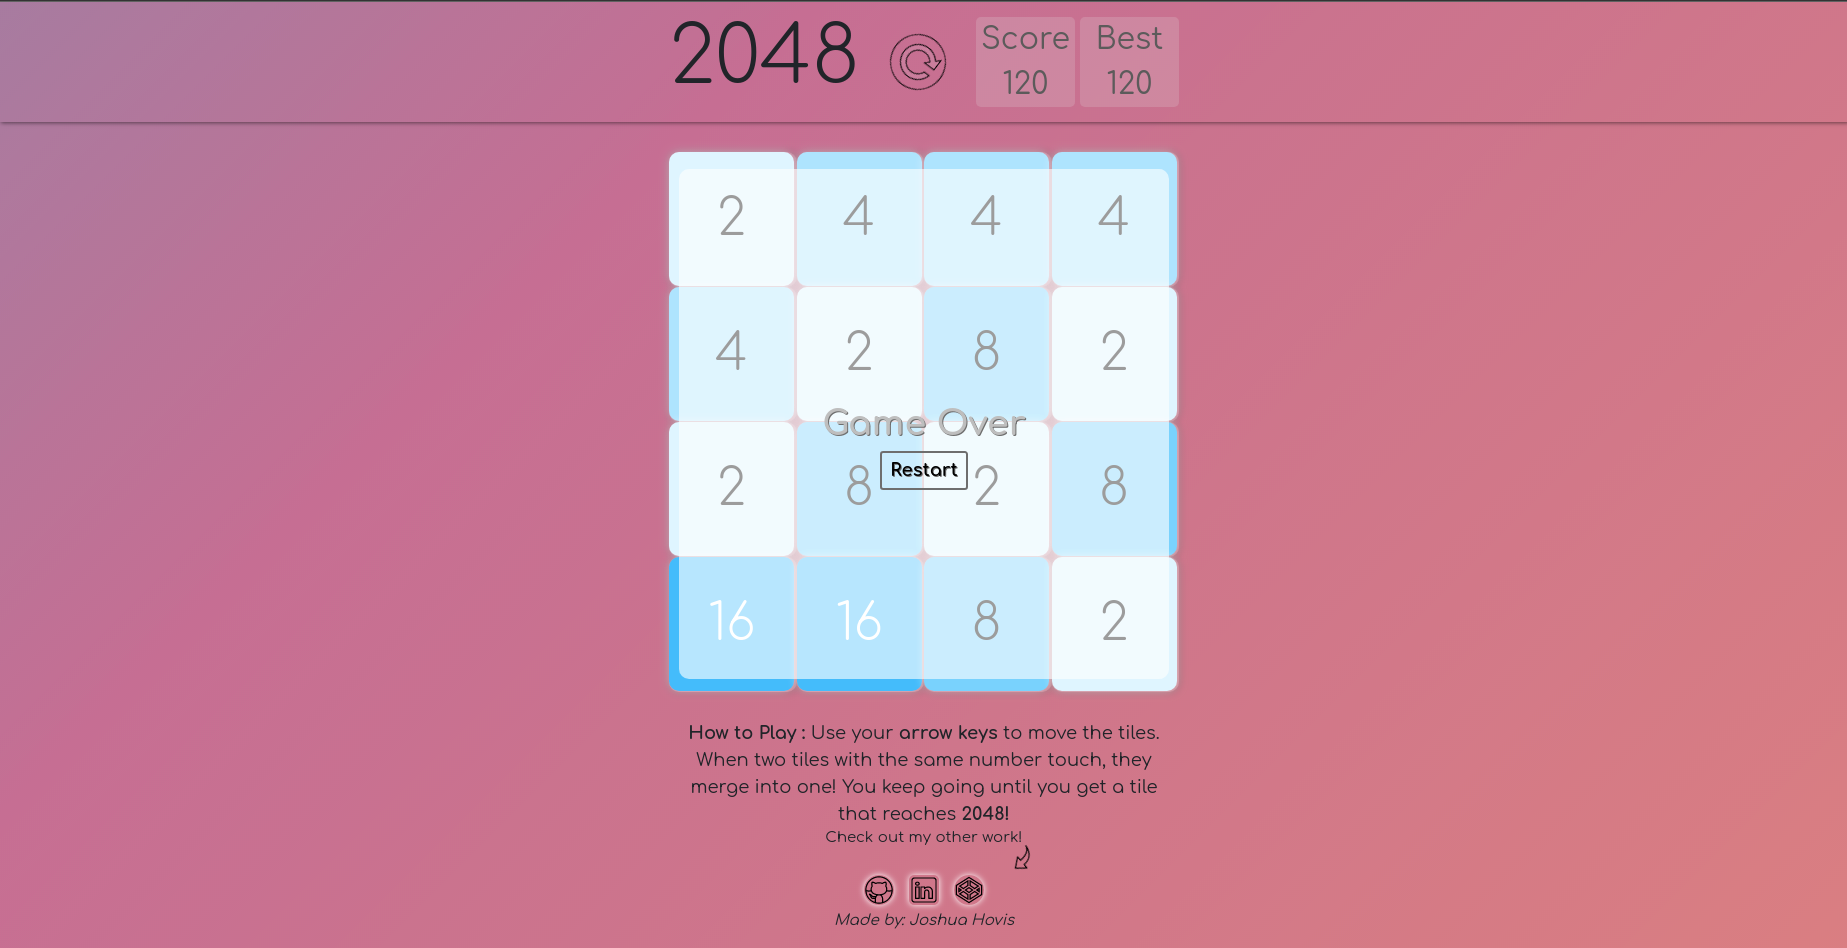 2048
Score Best
120 120
2 4 4 4
4 2 8 2
Game Over
Restart
2 8 2 8
16 16 8 2
How to Play : Use your arrow keys to move the tiles.
When two tiles with the same number touch, they
merge into one! You keep going until you get a tile
that reaches 2048!
Check out my other work!
in
Made by: Joshua Hovis